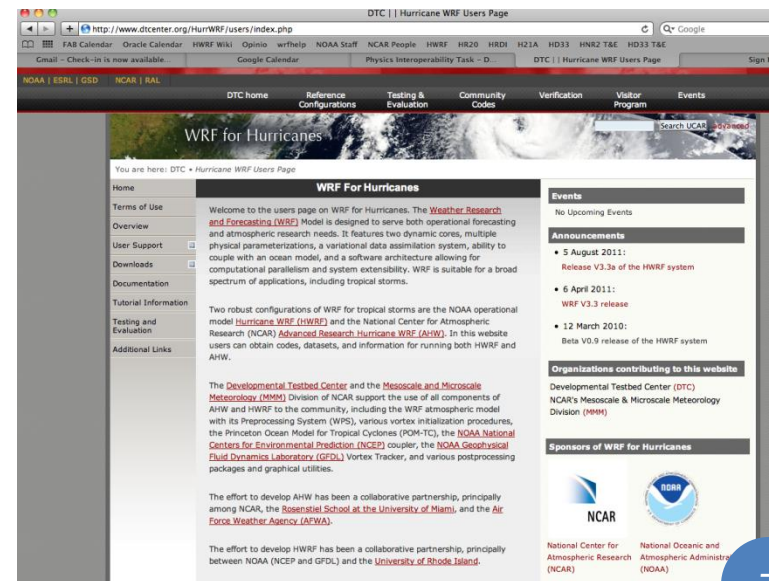 DTC | | Hurricane WRF Users Page
http://www.dtcenter.org/HurrWRF/users/index.php
Google
FAB Calendar Oracle Calendar HWRF Wiki Opinio wrfhelp NOAA Staff NCAR People HWRF HR20 HRDI H21A HD33 HNR2 T&E HD33 T&E
Gmail – Check-in is now available... Google Calendar Physics Interoperability Task – D... DTC | | Hurricane WRF Users Page Sign
NOAA | ESRL | GSD NCAR | RAL
DTC home Reference Configurations Testing & Evaluation Community Codes Verification Visitor Program Events
WRF for Hurricanes
Search UCAR advanced
You are here: DTC • Hurricane WRF Users Page
Home
Terms of Use
Overview
User Support
Downloads
Documentation
Tutorial Information
Testing and
Evaluation
Additional Links
WRF For Hurricanes
Welcome to the users page on WRF for Hurricanes. The Weather Research
and Forecasting (WRF) Model is designed to serve both operational forecasting
and atmospheric research needs. It features two dynamic cores, multiple
physical parameterizations, a variational data assimilation system, ability to
couple with an ocean model, and a software architecture allowing for
computational parallelism and system extensibility. WRF is suitable for a broad
spectrum of applications, including tropical storms.
Two robust configurations of WRF for tropical storms are the NOAA operational
model Hurricane WRF (HWRF) and the National Center for Atmospheric
Research (NCAR) Advanced Research Hurricane WRF (AHW). In this website
users can obtain codes, datasets, and information for running both HWRF and
AHW.
The Developmental Testbed Center and the Mesoscale and Microscale
Meteorology (MMM) Division of NCAR support the use of all components of
AHW and HWRF to the community, including the WRF atmospheric model
with its Preprocessing System (WPS), various vortex initialization procedures,
the Princeton Ocean Model for Tropical Cyclones (POM-TC), the NOAA National
Centers for Environmental Prediction (NCEP) coupler, the NOAA Geophysical
Fluid Dynamics Laboratory (GFDL) Vortex Tracker, and various postprocessing
packages and graphical utilities.
The effort to develop AHW has been a collaborative partnership, principally
among NCAR, the Rosenstiel School at the University of Miami, and the Air
Force Weather Agency (AFWA).
The effort to develop HWRF has been a collaborative partnership, principally
between NOAA (NCEP and GFDL) and the University of Rhode Island.
Events
No Upcoming Events
Announcements
• 5 August 2011:
Release V3.3a of the HWRF system
• 6 April 2011:
WRF V3.3 release
• 12 March 2010:
Beta V0.9 release of the HWRF system
Organizations contributing to this website
Developmental Testbed Center (DTC)
NCAR's Mesoscale & Microscale Meteorology
Division (MMM)
Sponsors of WRF for Hurricanes
NCAR
NOAA
National Center for
Atmospheric Research
(NCAR)
National Oceanic and
Atmospheric Administra
(NOAA)